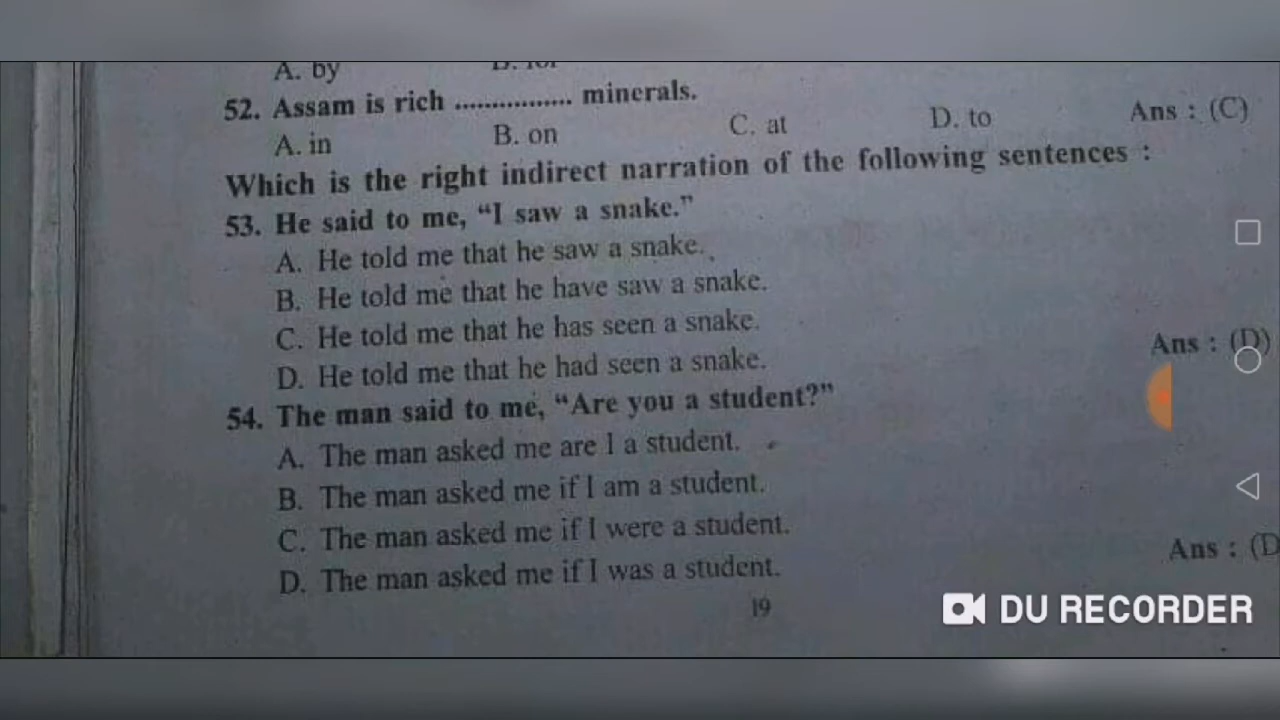 A. by
52. Assam is rich ................ minerals.
A. in B. on C. at D. to Ans : (C)
Which is the right indirect narration of the following sentences :
53. He said to me, “I saw a snake.”
A. He told me that he saw a snake.
B. He told me that he have saw a snake.
C. He told me that he has seen a snake.
D. He told me that he had seen a snake.
Ans : (D)
54. The man said to me, “Are you a student?”
A. The man asked me are I a student.
B. The man asked me if I am a student.
C. The man asked me if I were a student.
D. The man asked me if I was a student.
Ans : (D
19
DU RECORDER